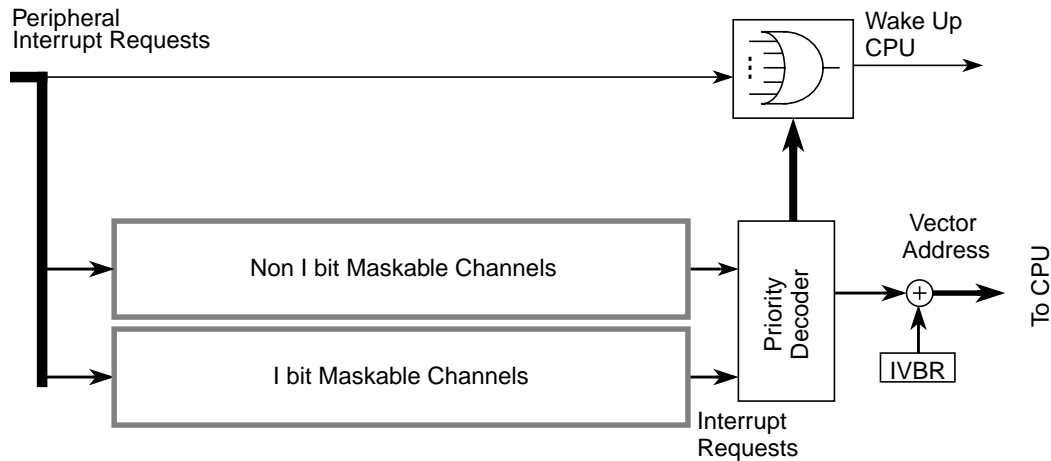 Peripheral
Interrupt Requests
Wake Up
CPU
Non I bit Maskable Channels
I bit Maskable Channels
Priority
Decoder
Interrupt
Requests
Vector
Address
+
IVBR
To CPU